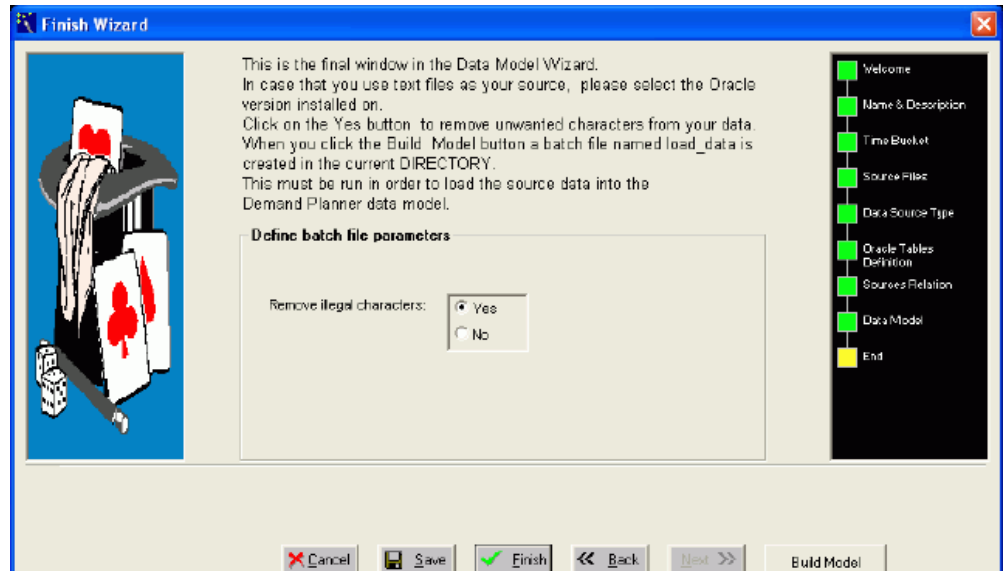 Finish Wizard
This is the final window in the Data Model Wizard.
In case that you use text files as your source, please select the Oracle
version installed on.
Click on the Yes button to remove unwanted characters from your data.
When you click the Build Model button a batch file named load_data is
created in the current DIRECTORY.
This must be run in order to load the source data into the
Demand Planner data model.
Define batch file parameters
Remove illegal characters:
Yes
No
Welcome
Name & Description
Time Bucket
Source Files
Data Source Type
Oracle Tables
Definition
Sources Relation
Data Model
End
Cancel
Save
Finish
Back
Next
Build Model